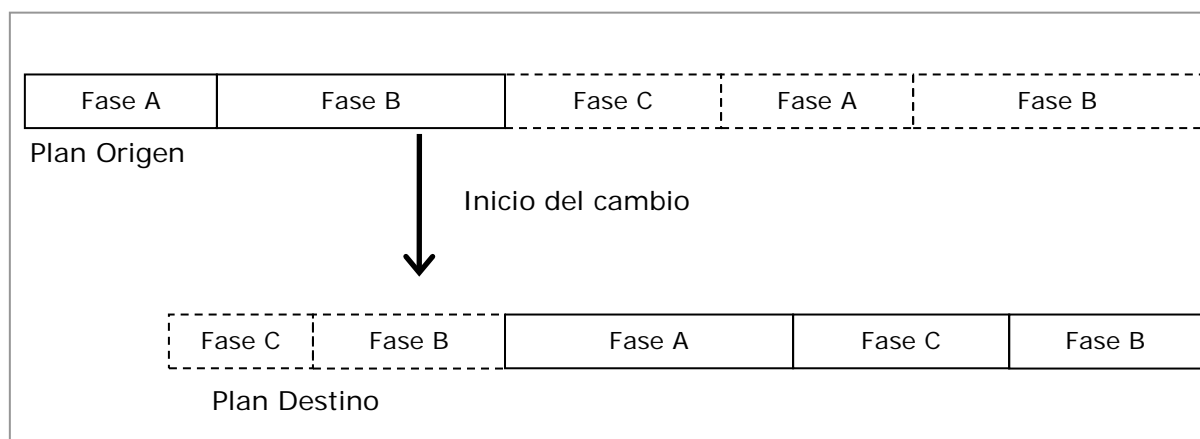 Fase A Fase B Fase C Fase A Fase B
Plan Origen
Inicio del cambio
Fase C Fase B Fase A Fase C Fase B
Plan Destino